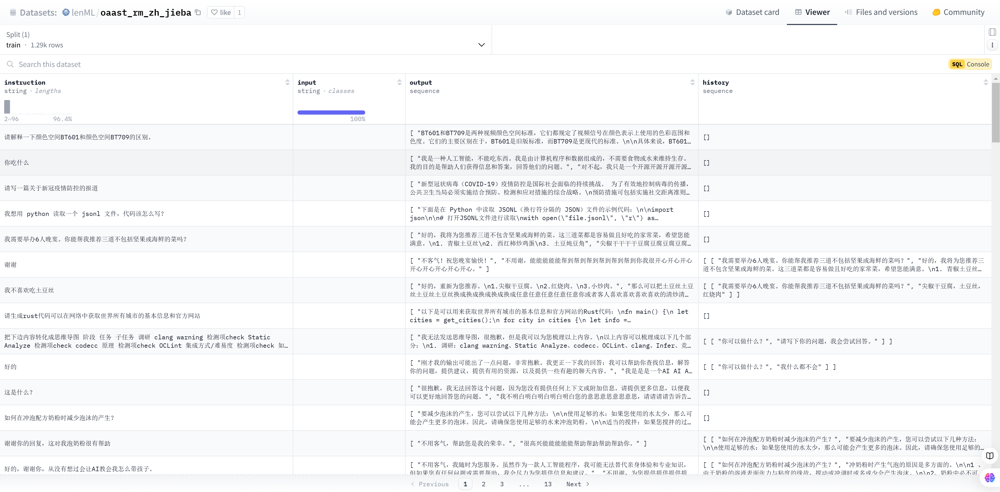 Datasets: lenML/oaast_rm_zh_jieba like 1
Dataset card Viewer Files and versions Community
Split (1)
train · 1.29k rows
Search this dataset
SQL Console
instruction input output history
string · lengths string · classes sequence sequence
2↔96 96.4% 100%
请解释一下颜色空间BT601和颜色空间BT709的区别。
[ "BT601和BT709是两种视频颜色空间标准，它们都规定了视频信号在颜色表示上使用的色彩范围和
色度。它们的主要区别在于，BT601是旧版标准，而BT709是更现代的标准。\n\n具体来说，BT601…
[]
你吃什么
[ "我是一种人工智能，不能吃东西。我是由计算机程序和数据组成的，不需要食物或水来维持生存。
我的目的是帮助人们获得信息和答案，回答他们的问题。", "对不起，我只是一个开源开源开源开源…
[]
请写一篇关于新冠疫情防控的报道
[ "新型冠状病毒（COVID-19）疫情防控是国际社会面临的持续挑战。 为了有效地控制病毒的传播，
公共卫生当局必须实施结合预防、检测和应对措施的综合战略。\n预防措施可包括实施社交距离准则…
[]
我想用 python 读取一个 jsonl 文件，代码该怎么写？
[ "下面是在 Python 中读取 JSONL（换行符分隔的 JSON）文件的示例代码：\n\nimport
json\n\n# 打开JSONL文件进行读取\nwith open(\"file.jsonl\", \"r\") as…
[]
我需要举办6人晚宴。你能帮我推荐三道不包括坚果或海鲜的菜吗？
[ "好的，我将为您推荐三道不包含坚果或海鲜的菜。这三道菜都是容易做且好吃的家常菜，希望您能
满意。\n1. 青椒土豆丝\n2. 西红柿炒鸡蛋\n3. 土豆炖豆角", "尖椒干干干干豆腐豆腐豆腐豆腐…
[]
谢谢
[ "不客气！祝您晚宴愉快！", "不用谢，能能能能能帮到帮到帮到帮到帮到帮到你我很开心开心开心
开心开心开心开心开心。" ]
[ [ "我需要举办6人晚宴。你能帮我推荐三道不包括坚果或海鲜的菜吗？", "好的，我将为您推荐三
道不包含坚果或海鲜的菜。这三道菜都是容易做且好吃的家常菜，希望您能满意。\n1. 青椒土豆丝…
我不喜欢吃土豆丝
[ "好的，重新为您推荐。\n1.尖椒干豆腐。\n2.红烧肉。\n3.小炒肉。", "那么可以把土豆丝土豆
丝土豆丝土豆丝换成换成换成换成换成任意任意任意任意任意你或者客人喜欢喜欢喜欢喜欢的清炒清…
[ [ "我需要举办6人晚宴。你能帮我推荐三道不包括坚果或海鲜的菜吗？", "尖椒干豆腐，土豆丝，
红烧肉" ] ]
请生成rust代码可以在网络中获取世界所有城市的基本信息和官方网站
[ "以下是可以用来获取世界所有城市的基本信息和官方网站的Rust代码：\nfn main() {\n let
cities = get_cities();\n for city in cities {\n let info =…
[]
把下边内容转化成思维导图 阶段 任务 子任务 调研 clang warning 检测项check Static
Analyze 检测项check codecc 原理 检测项check OCLint 集成方式/难易度 检测项check 如…
[ "我无法发送思维导图，很抱歉，但是我可以为您梳理以上内容。\n以上内容可以梳理成以下几个部
分：\n1. 调研：clang warning、Static Analyze、codecc、OCLint、clang、Infer、竞…
[ [ "你可以做什么？", "请写下你的问题，我会尝试回答。" ] ]
好的
[ "刚才我的输出可能出了一点问题，非常抱歉。我更正一下我的回答：我可以帮助你查找信息，解答
你的问题，提供建议，提供有用的资源，以及提供一些有趣的聊天内容。", "我是是是一个AI AI A…
[ [ "你可以做什么？", "我什么都不会" ] ]
这是什么？
[ "很抱歉，我无法回答这个问题，因为您没有提供任何上下文或附加信息。请提供更多信息，以便我
可以更好地回答您的问题。", "我不明白明白明白明白明白您的意思意思意思意思，请请请请告诉告…
[]
如何在冲泡配方奶粉时减少泡沫的产生？
[ "要减少泡沫的产生，您可以尝试以下几种方法：\n\n使用足够的水：如果您使用的水太少，那么可
能会产生更多的泡沫。因此，请确保您使用足够的水来冲泡奶粉。\n\n适当的搅拌：如果您搅拌的过…
[]
谢谢你的回复，这对我泡奶粉很有帮助
[ "不用客气，帮助您是我的荣幸。", "很高兴能能能能能帮助帮助帮助帮助你。" ]
[ [ "如何在冲泡配方奶粉时减少泡沫的产生？", "要减少泡沫的产生，您可以尝试以下几种方法：
\n\n使用足够的水：如果您使用的水太少，那么可能会产生更多的泡沫。因此，请确保您使用足够的…
好的，谢谢你，从没有想过会让AI教会我怎么带孩子。
[ "不用客气，我随时为您服务。虽然作为一款人工智能程序，我可能无法替代亲身体验和专业知识，
但如果您有任何问题或需要帮助，我会尽力为您提供信息和建议。", "不用谢，为您提供提供提供提
[ [ "如何在冲泡配方奶粉时减少泡沫的产生？", "冲奶粉时产生气泡的原因是多方面的。\n\n1 、
由于奶粉的溶液表面张力与粘度的缘故，搅动或冲调时或多或少会产生泡沫。\n\n2、奶粉中必不可
Previous 1 2 3 ... 13 Next